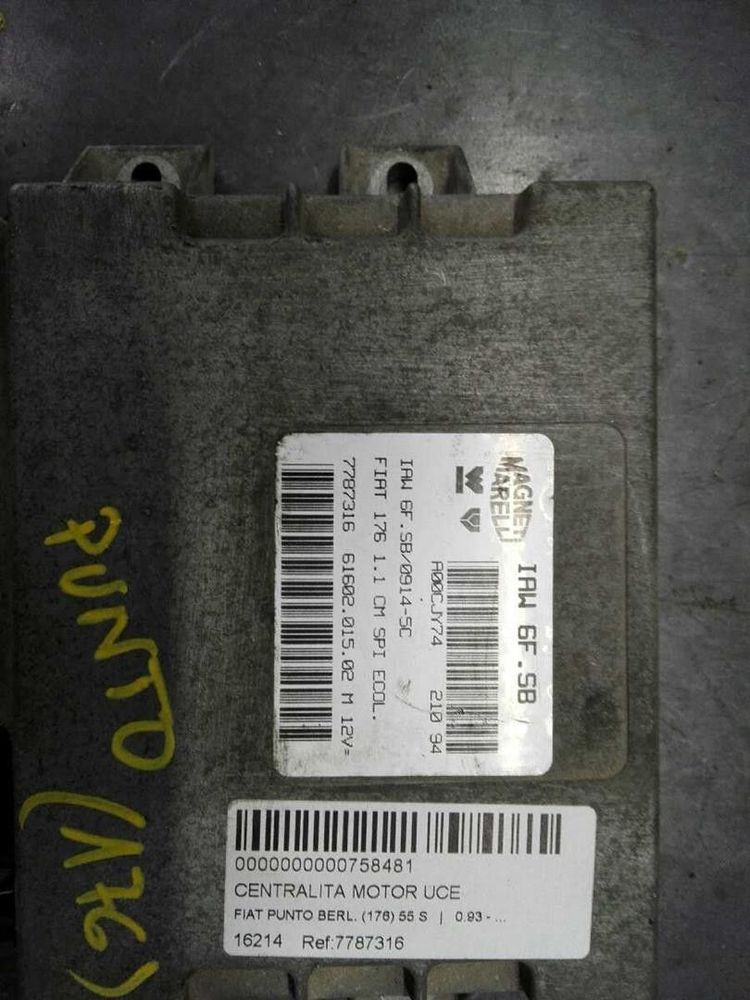 MAGNETI
MARELLI
IAW 6F.SB
A00CJY74 210 94
IAW 6F.SB/0914-5C
FIAT 176 1.1 CM SPI ECOL.
7787316 61602.015.02 M 12V=
PUNTO
(176)
0000000000758481
CENTRALITA MOTOR UCE
FIAT PUNTO BERL. (176) 55 S | 0.93 - ...
16214 Ref:7787316